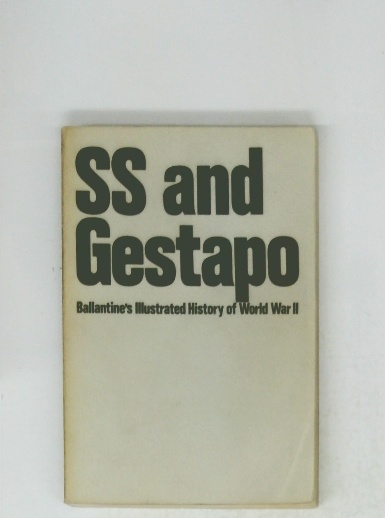 SS and
Gestapo
Ballantine's Illustrated History of World War II